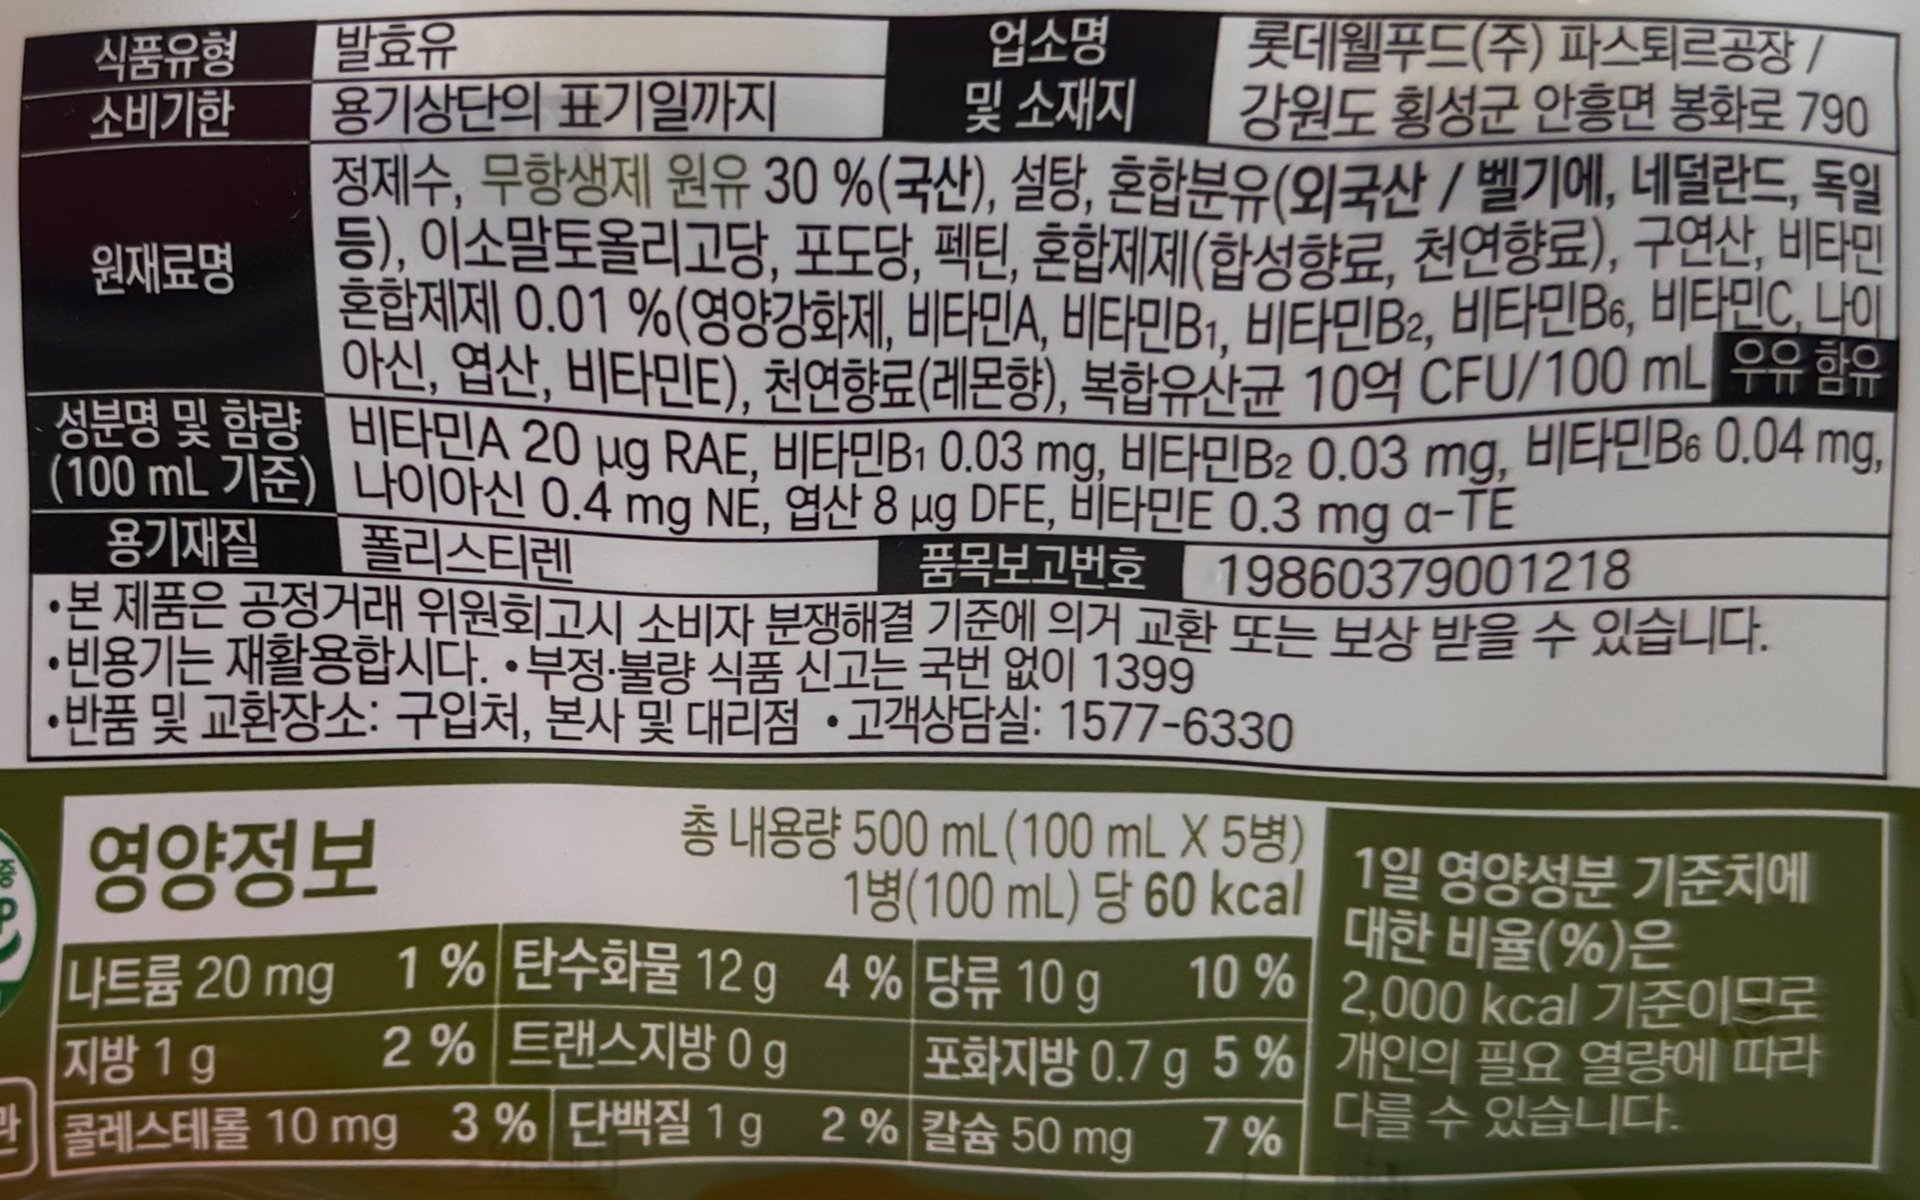 식품유형 발효유 업소명 롯데웰푸드(주) 파스퇴르공장 /
소비기한 용기상단의 표기일까지 및 소재지 강원도 횡성군 안흥면 봉화로 790
정제수, 무항생제 원유 30 %(국산), 설탕, 혼합분유(외국산 / 벨기에, 네덜란드, 독일
원재료명 등), 이소말토올리고당, 포도당, 펙틴, 혼합제제(합성향료, 천연향료), 구연산, 비타민
혼합제제 0.01 %(영양강화제, 비타민A, 비타민B₁, 비타민B₂, 비타민B₆, 비타민C, 나이
아신, 엽산, 비타민E), 천연향료(레몬향), 복합유산균 10억 CFU/100 mL 우유 함유
성분명 및 함량 비타민A 20 µg RAE, 비타민B₁ 0.03 mg, 비타민B₂ 0.03 mg, 비타민B₆ 0.04 mg,
(100 mL 기준) 나이아신 0.4 mg NE, 엽산 8 µg DFE, 비타민E 0.3 mg α-TE
용기재질 폴리스티렌 품목보고번호 19860379001218
•본 제품은 공정거래 위원회고시 소비자 분쟁해결 기준에 의거 교환 또는 보상 받을 수 있습니다.
•빈용기는 재활용합시다. •부정·불량 식품 신고는 국번 없이 1399
•반품 및 교환장소: 구입처, 본사 및 대리점 •고객상담실: 1577-6330
영양정보
총 내용량 500 mL(100 mL X 5병)
1병(100 mL) 당 60 kcal
나트륨 20 mg 1 % 탄수화물 12 g 4 % 당류 10 g 10 %
지방 1 g 2 % 트랜스지방 0 g 포화지방 0.7 g 5 %
콜레스테롤 10 mg 3 % 단백질 1 g 2 % 칼슘 50 mg 7 %
1일 영양성분 기준치에
대한 비율(%)은
2,000 kcal 기준이므로
개인의 필요 열량에 따라
다를 수 있습니다.